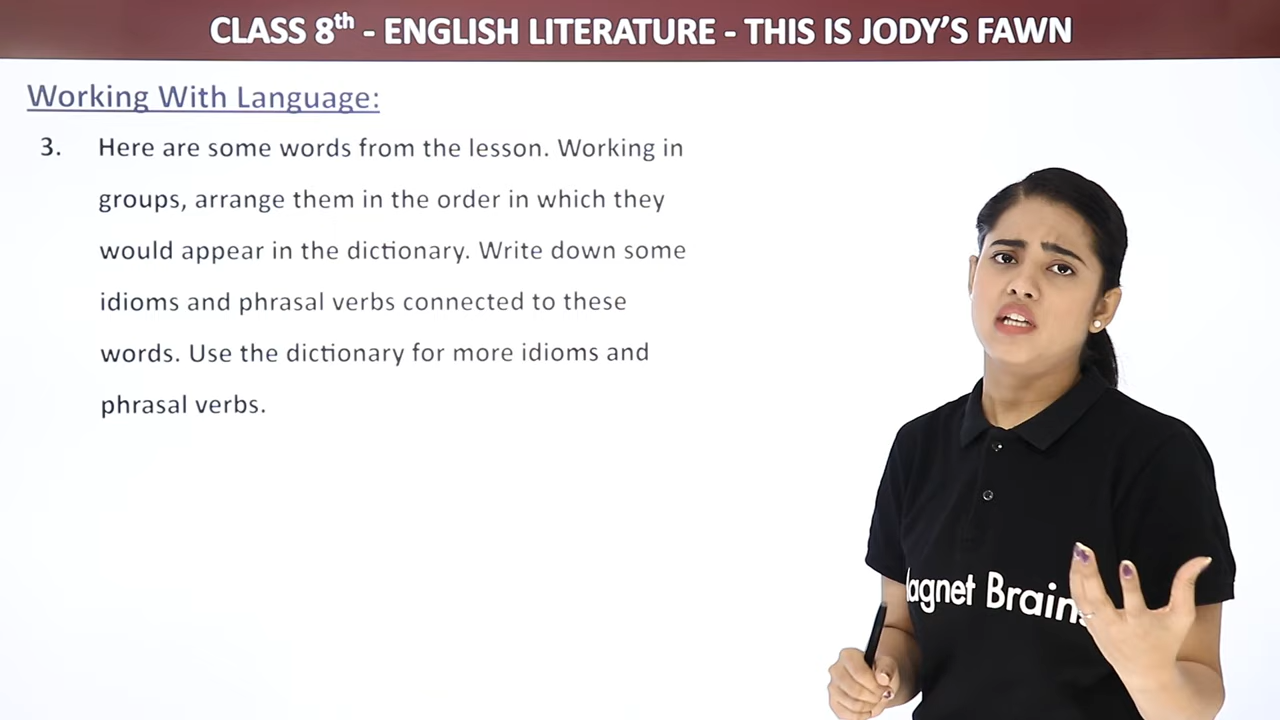 CLASS 8th - ENGLISH LITERATURE - THIS IS JODY'S FAWN
Working With Language:
3. Here are some words from the lesson. Working in
groups, arrange them in the order in which they
would appear in the dictionary. Write down some
idioms and phrasal verbs connected to these
words. Use the dictionary for more idioms and
phrasal verbs.
agnet Brains